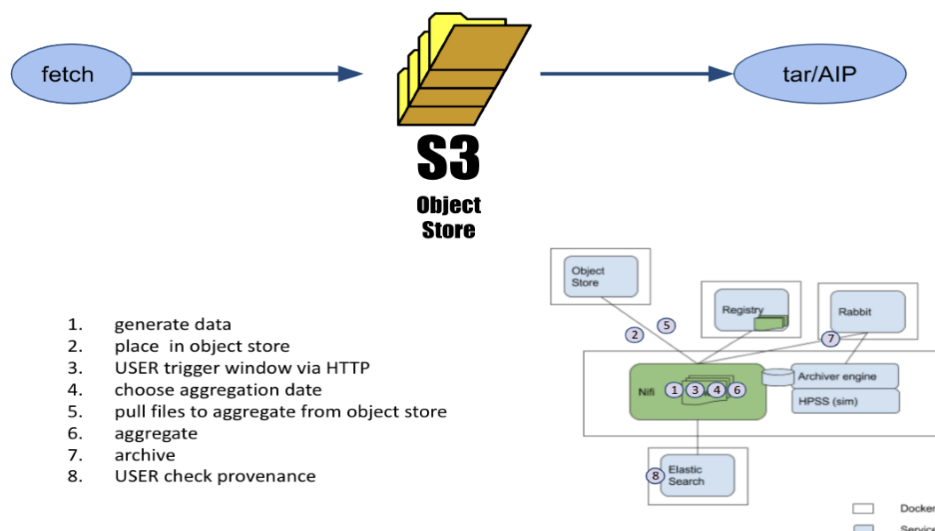 fetch
tar/AIP
S3
Object
Store
1. generate data
2. place in object store
3. USER trigger window via HTTP
4. choose aggregation date
5. pull files to aggregate from object store
6. aggregate
7. archive
8. USER check provenance
Object
Store
Registry
Rabbit
2
5
7
Nifi
1
3
4
6
Archiver engine
HPSS (sim)
8
Elastic
Search
Docker
Service